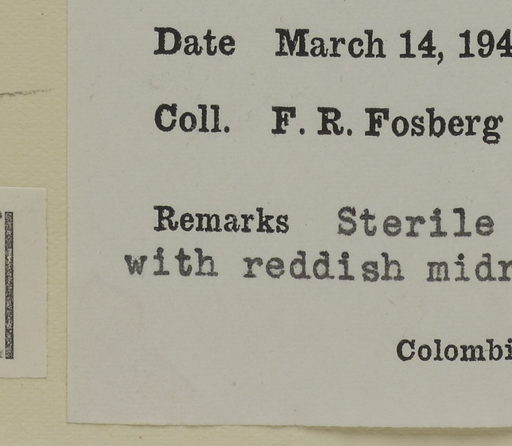 Date March 14, 194
Coll. F. R. Fosberg
Remarks Sterile
with reddish midr
Colombi